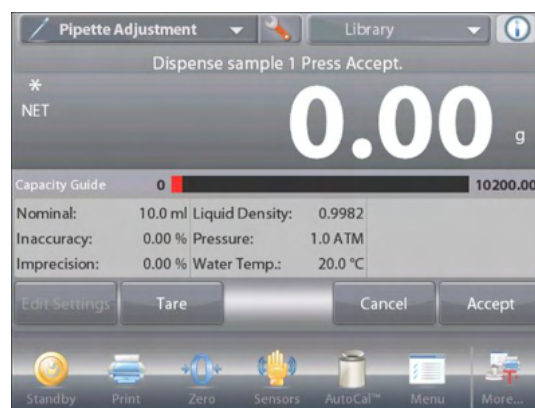 Pipette Adjustment Library
Dispense sample 1 Press Accept.
*
NET
0.00 g
Capacity Guide 0 10200.00
Nominal: 10.0 ml Liquid Density: 0.9982
Inaccuracy: 0.00 % Pressure: 1.0 ATM
Imprecision: 0.00 % Water Temp.: 20.0 °C
Edit Settings Tare Cancel Accept
Standby Print Zero Sensors AutoCal™ Menu More...